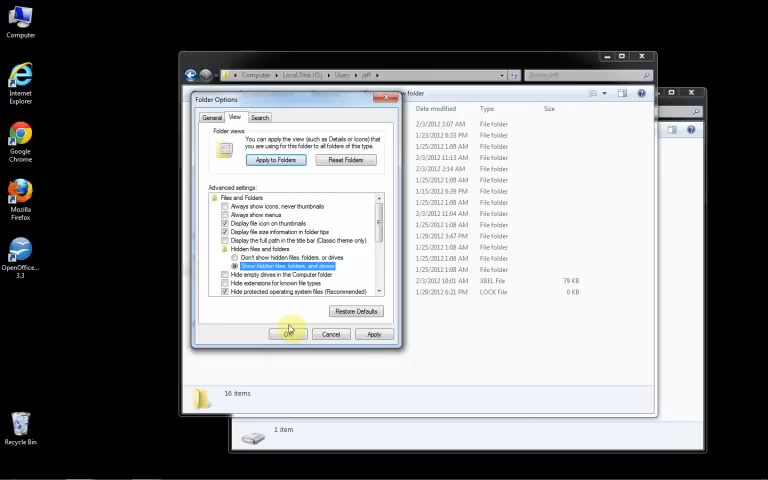 Computer
Internet
Explorer
Google
Chrome
Mozilla
Firefox
OpenOffice...
3.3
Recycle Bin
Computer ▸ Local Disk (C:) ▸ Users ▸ jeff ▸
Search jeff
folder
Date modified Type Size
2/3/2012 2:07 AM File folder
1/23/2012 6:33 PM File folder
1/25/2012 1:08 AM File folder
2/3/2012 11:13 AM File folder
2/3/2012 2:14 AM File folder
1/25/2012 1:08 AM File folder
1/15/2012 6:39 PM File folder
1/25/2012 1:08 AM File folder
2/3/2012 11:04 AM File folder
1/25/2012 1:08 AM File folder
1/29/2012 3:47 PM File folder
1/25/2012 1:08 AM File folder
1/25/2012 1:08 AM File folder
1/25/2012 1:08 AM File folder
2/3/2012 10:01 AM XBEL File 79 KB
1/29/2012 6:21 PM LOCK File 0 KB
16 items
1 item
Folder Options
General View Search
Folder views
You can apply the view (such as Details or Icons) that
you are using for this folder to all folders of this type.
Apply to Folders Reset Folders
Advanced settings:
Files and Folders
Always show icons, never thumbnails
Always show menus
Display file icon on thumbnails
Display file size information in folder tips
Display the full path in the title bar (Classic theme only)
Hidden files and folders
Don't show hidden files, folders, or drives
Show hidden files, folders, and drives
Hide empty drives in the Computer folder
Hide extensions for known file types
Hide protected operating system files (Recommended)
Restore Defaults
OK Cancel Apply